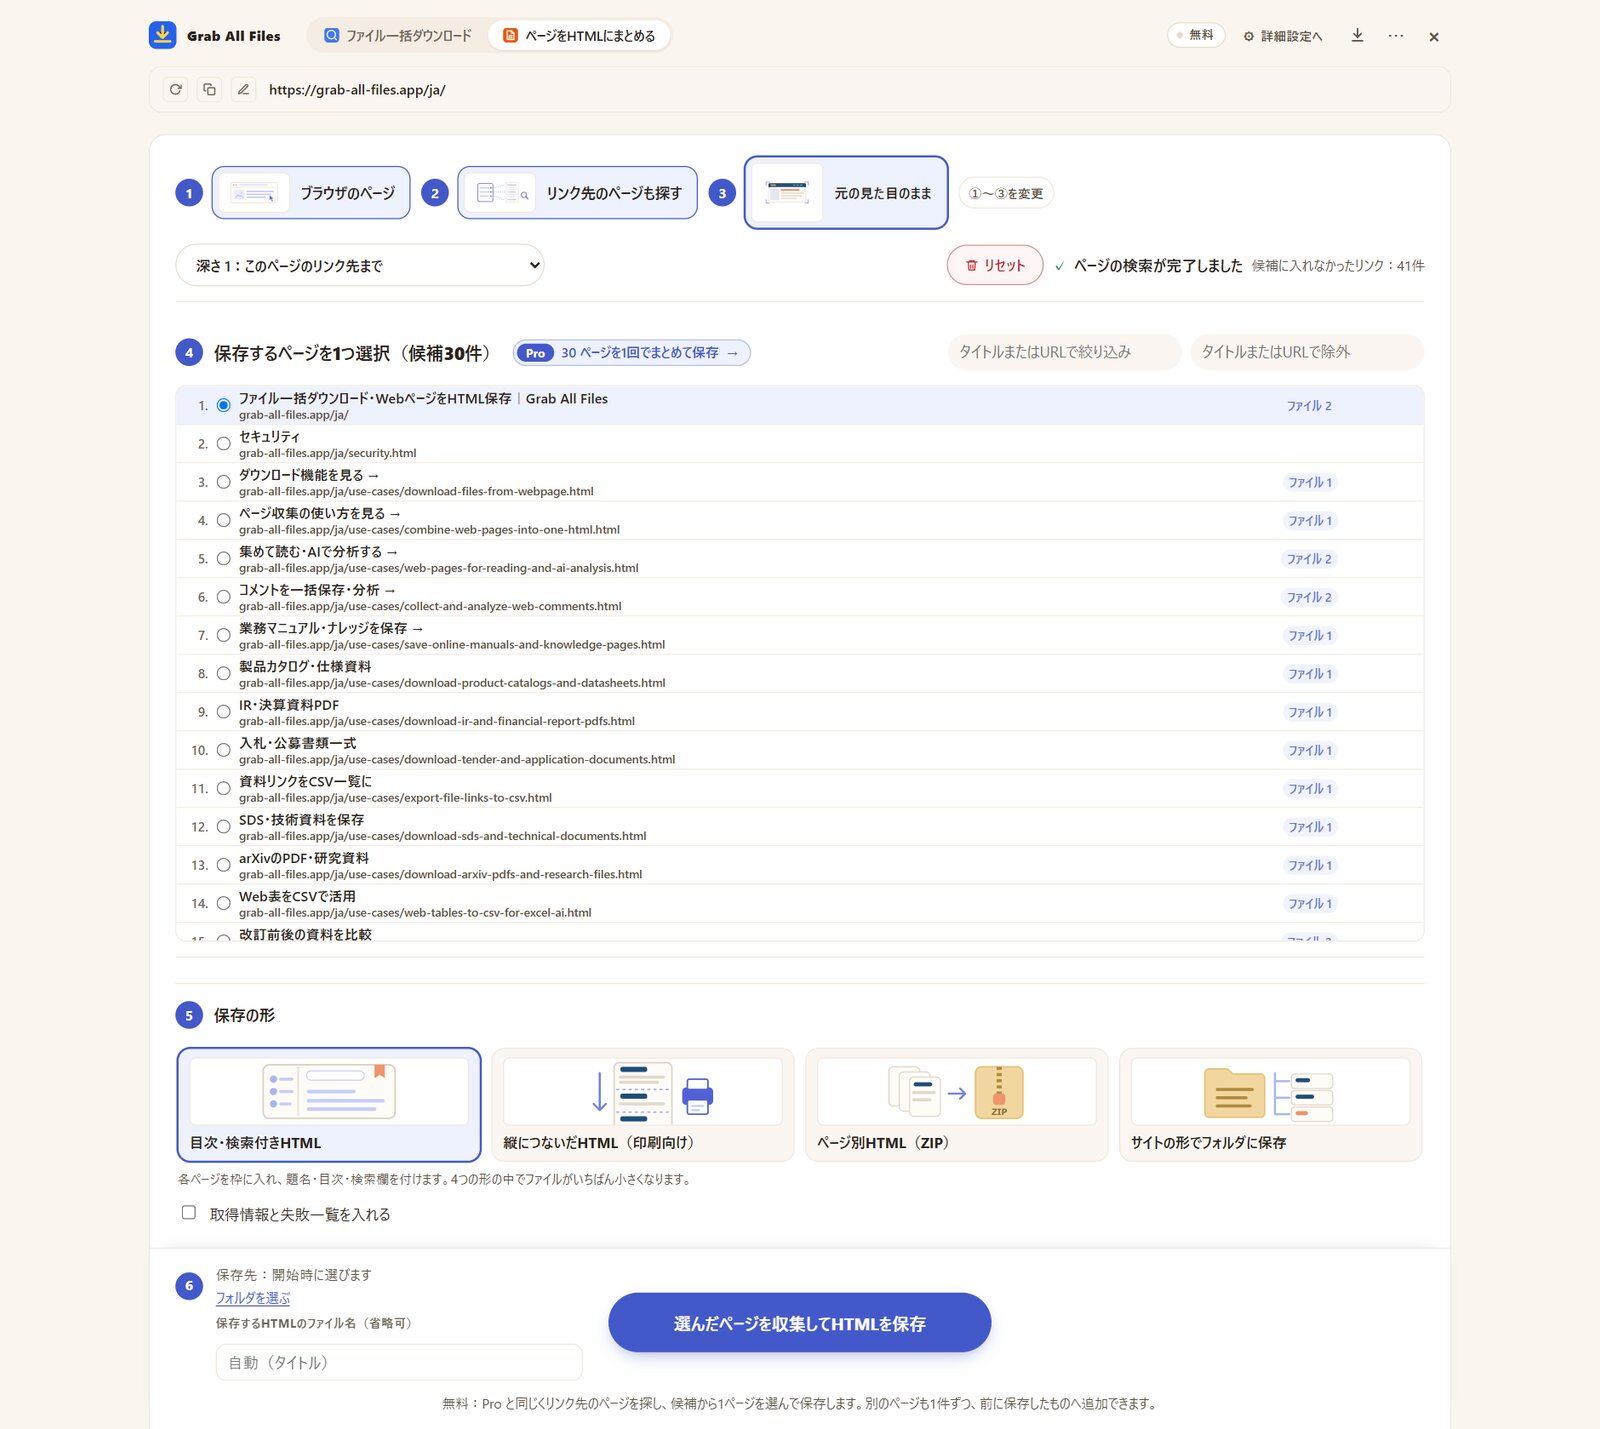 Grab All Files
ファイル一括ダウンロード
ページをHTMLにまとめる
無料
詳細設定へ
https://grab-all-files.app/ja/
1
ブラウザのページ
2
リンク先のページも探す
3
元の見た目のまま
①～③を変更
深さ 1：このページのリンク先まで
リセット
✓ ページの検索が完了しました 候補に入れなかったリンク：41件
4
保存するページを1つ選択（候補30件）
Pro 30 ページを1回でまとめて保存 →
タイトルまたはURLで絞り込み
タイトルまたはURLで除外
1.
ファイル一括ダウンロード・WebページをHTML保存｜Grab All Files
grab-all-files.app/ja/
ファイル 2
2.
セキュリティ
grab-all-files.app/ja/security.html
3.
ダウンロード機能を見る →
grab-all-files.app/ja/use-cases/download-files-from-webpage.html
ファイル 1
4.
ページ収集の使い方を見る →
grab-all-files.app/ja/use-cases/combine-web-pages-into-one-html.html
ファイル 1
5.
集めて読む・AIで分析する →
grab-all-files.app/ja/use-cases/web-pages-for-reading-and-ai-analysis.html
ファイル 2
6.
コメントを一括保存・分析 →
grab-all-files.app/ja/use-cases/collect-and-analyze-web-comments.html
ファイル 2
7.
業務マニュアル・ナレッジを保存 →
grab-all-files.app/ja/use-cases/save-online-manuals-and-knowledge-pages.html
ファイル 1
8.
製品カタログ・仕様資料
grab-all-files.app/ja/use-cases/download-product-catalogs-and-datasheets.html
ファイル 1
9.
IR・決算資料PDF
grab-all-files.app/ja/use-cases/download-ir-and-financial-report-pdfs.html
ファイル 1
10.
入札・公募書類一式
grab-all-files.app/ja/use-cases/download-tender-and-application-documents.html
ファイル 1
11.
資料リンクをCSV一覧に
grab-all-files.app/ja/use-cases/export-file-links-to-csv.html
ファイル 1
12.
SDS・技術資料を保存
grab-all-files.app/ja/use-cases/download-sds-and-technical-documents.html
ファイル 1
13.
arXivのPDF・研究資料
grab-all-files.app/ja/use-cases/download-arxiv-pdfs-and-research-files.html
ファイル 1
14.
Web表をCSVで活用
grab-all-files.app/ja/use-cases/web-tables-to-csv-for-excel-ai.html
ファイル 1
改訂前後の資料を比較
5
保存の形
ZIP
目次・検索付きHTML
縦につないだHTML（印刷向け）
ページ別HTML（ZIP）
サイトの形でフォルダに保存
各ページを枠に入れ、題名・目次・検索欄を付けます。4つの形の中でファイルがいちばん小さくなります。
取得情報と失敗一覧を入れる
6
保存先：開始時に選びます
フォルダを選ぶ
保存するHTMLのファイル名（省略可）
自動（タイトル）
選んだページを収集してHTMLを保存
無料：Pro と同じくリンク先のページを探し、候補から1ページを選んで保存します。別のページも1件ずつ、前に保存したものへ追加できます。